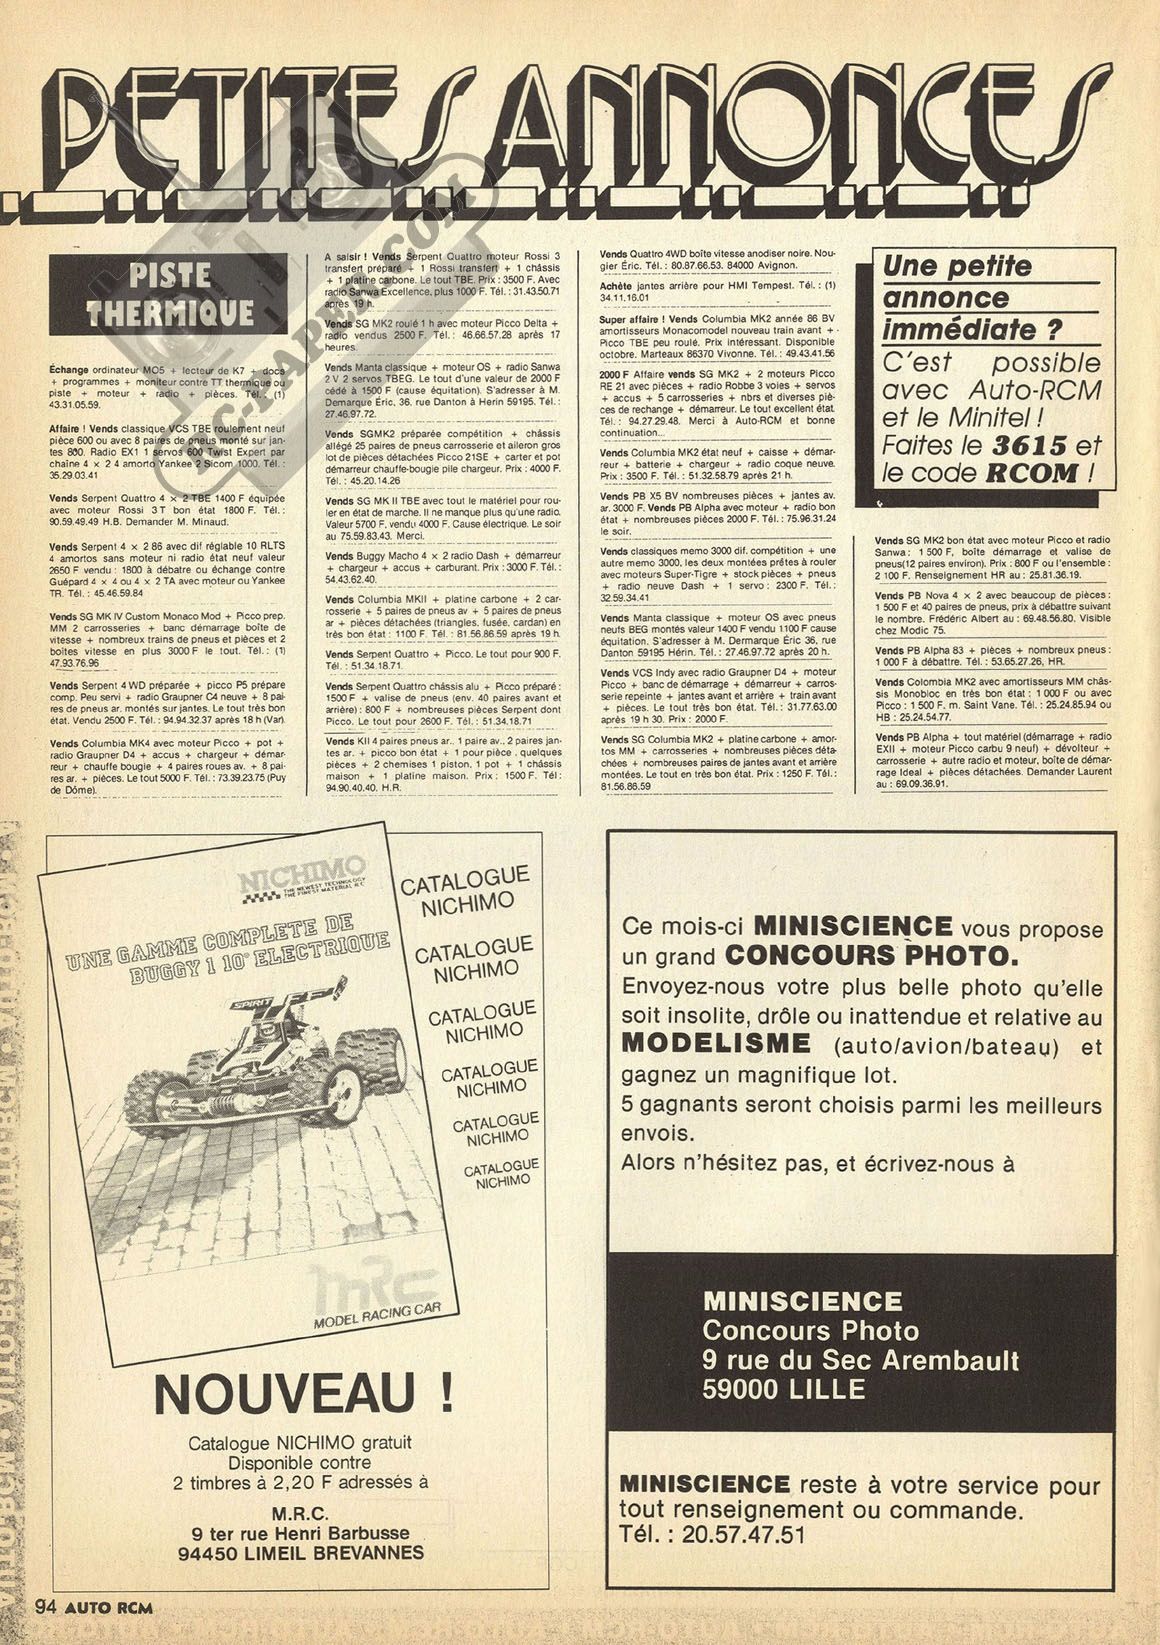 PETITES ANNONCES
RC-PAPER.COM
PISTE
THERMIQUE
Échange ordinateur MO5 + lecteur de K7 + docs
+ programmes + moniteur contre TT thermique ou
piste + moteur + radio + pièces. Tél. : (1)
43.31.05.59.
Affaire ! Vends classique VCS TBE roulement neuf
pièce 600 ou avec 8 paires de pneus monté sur jan-
tes 800. Radio EX1 1 servos 600 Twist Expert par
chaîne 4 × 2 4 amorto Yankee 2 Sicom 1000. Tél. :
35.29.03.41
Vends Serpent Quattro 4 × 2 TBE 1400 F équipée
avec moteur Rossi 3 T bon état 1800 F. Tél. :
90.59.49.49 H.B. Demander M. Minaud.
Vends Serpent 4 × 2 86 avec dif réglable 10 RLTS
4 amortos sans moteur ni radio état neuf valeur
2650 F vendu : 1800 à débatre ou échange contre
Guépard 4 × 4 ou 4 × 2 TA avec moteur ou Yankee
TR. Tél. : 45.46.59.84
Vends SG MK IV Custom Monaco Mod + Picco prep.
MM 2 carrosseries + banc démarrage boîte de
vitesse + nombreux trains de pneus et pièces et 2
boîtes vitesse en plus 3000 F le tout. Tél. : (1)
47.93.76.96
Vends Serpent 4 WD préparée + picco P5 prépare
comp. Peu servi + radio Graupner C4 neuve + 8 pai-
res de pneus ar. montés sur jantes. Le tout très bon
état. Vendu 2500 F. Tél. : 94.94.32.37 après 18 h (Var).
Vends Columbia MK4 avec moteur Picco + pot +
radio Graupner D4 + accus + chargeur + démar-
reur + chauffe bougie + 4 paires roues av. + 8 pai-
res ar. + pièces. Le tout 5000 F. Tél. : 73.39.23.75 (Puy
de Dôme).
A saisir ! Vends Serpent Quattro moteur Rossi 3
transfert préparé + 1 Rossi transfert + 1 châssis
+ 1 platine carbone. Le tout TBE. Prix : 3500 F. Avec
radio Sanwa Excellence, plus 1000 F. Tél. : 31.43.50.71
après 19 h.
Vends SG MK2 roulé 1 h avec moteur Picco Delta +
radio vendus 2500 F. Tél. : 46.66.57.28 après 17
heures.
Vends Manta classique + moteur OS + radio Sanwa
2 V 2 servos TBEG. Le tout d'une valeur de 2000 F
cédé à 1500 F (cause équitation). S'adresser à M.
Demarque Éric, 36, rue Danton à Herin 59195. Tél. :
27.46.97.72.
Vends SGMK2 préparée compétition + châssis
allégé 25 paires de pneus carrosserie et aileron gros
lot de pièces détachées Picco 21SE + carter et pot
démarreur chauffe-bougie pile chargeur. Prix : 4000 F.
Tél. : 45.20.14.26
Vends SG MK II TBE avec tout le matériel pour rou-
ler en état de marche. Il ne manque plus qu'une radio.
Valeur 5700 F, vendu 4000 F. Cause électrique. Le soir
au 75.59.83.43. Merci.
Vends Buggy Macho 4 × 2 radio Dash + démarreur
+ chargeur + accus + carburant. Prix : 3000 F. Tél. :
54.43.62.40.
Vends Columbia MKII + platine carbone + 2 car-
rosserie + 5 paires de pneus av + 5 paires de pneus
ar + pièces détachées (triangles, fusée, cardan) en
très bon état : 1100 F. Tél. : 81.56.86.59 après 19 h.
Vends Serpent Quattro + Picco. Le tout pour 900 F.
Tél. : 51.34.18.71.
Vends Serpent Quattro châssis alu + Picco préparé :
1500 F + valise de pneus (env. 40 paires avant et
arrière) : 800 F + nombreuses pièces Serpent dont
Picco. Le tout pour 2600 F. Tél. : 51.34.18.71
Vends KII 4 paires pneus ar., 1 paire av., 2 paires jan-
tes ar. + picco bon état + 1 pour pièce , quelques
pièces + 2 chemises 1 piston, 1 pot + 1 châssis
maison + 1 platine maison. Prix : 1500 F. Tél :
94.90.40.40. H.R.
Vends Quattro 4WD boîte vitesse anodiser noire. Nou-
gier Éric. Tél. : 80.87.66.53. 84000 Avignon.
Achète jantes arrière pour HMI Tempest. Tél. : (1)
34.11.16.01
Super affaire ! Vends Columbia MK2 année 86 BV
amortisseurs Monacomodel nouveau train avant +
Picco TBE peu roulé. Prix intéressant. Disponible
octobre. Marteaux 86370 Vivonne. Tél. : 49.43.41.56
2000 F Affaire vends SG MK2 + 2 moteurs Picco
RE 21 avec pièces + radio Robbe 3 voies + servos
+ accus + 5 carrosseries + nbrs et diverses piè-
ces de rechange + démarreur. Le tout excellent état.
Tél. : 94.27.29.48. Merci à Auto-RCM et bonne
continuation...
Vends Columbia MK2 état neuf + caisse + démar-
reur + batterie + chargeur + radio coque neuve.
Prix : 3500 F. Tél. : 51.32.58.79 après 21 h.
Vends PB X5 BV nombreuses pièces + jantes av.
ar. 3000 F. Vends PB Alpha avec moteur + radio bon
état + nombreuses pièces 2000 F. Tél. : 75.96.31.24
le soir.
Vends classiques memo 3000 dif. compétition + une
autre memo 3000, les deux montées prêtes à rouler
avec moteurs Super-Tigre + stock pièces + pneus
+ radio neuve Dash + 1 servo : 2300 F. Tél. :
32.59.34.41
Vends Manta classique + moteur OS avec pneus
neufs BEG montés valeur 1400 F vendu 1100 F cause
équitation. S'adresser à M. Dermarque Éric 36, rue
Danton 59195 Hérin. Tél. : 27.46.97.72 après 20 h.
Vends VCS Indy avec radio Graupner D4 + moteur
Picco + banc de démarrage + démarreur + carros-
serie repeinte + jantes avant et arrière + train avant
+ pièces. Le tout très bon état. Tél. : 31.77.63.00
après 19 h 30. Prix : 2000 F.
Vends SG Columbia MK2 + platine carbone + amor-
tos MM + carrosseries + nombreuses pièces déta-
chées + nombreuses paires de jantes avant et arrière
montées. Le tout en très bon état. Prix : 1250 F. Tél. :
81.56.86.59
Une petite
annonce
immédiate ?
C'est possible
avec Auto-RCM
et le Minitel !
Faites le 3615 et
le code RCOM !
Vends SG MK2 bon état avec moteur Picco et radio
Sanwa : 1 500 F, boîte démarrage et valise de
pneus(12 paires environ). Prix : 800 F ou l'ensemble :
2 100 F. Renseignement HR au : 25.81.36.19.
Vends PB Nova 4 × 2 avec beaucoup de pièces :
1 500 F et 40 paires de pneus, prix à débattre suivant
le nombre. Frédéric Albert au : 69.48.56.80. Visible
chez Modic 75.
Vends PB Alpha 83 + pièces + nombreux pneus :
1 000 F à débattre. Tél. : 53.65.27.26, HR.
Vends Colombia MK2 avec amortisseurs MM châs-
sis Monobloc en très bon état : 1 000 F ou avec
Picco : 1 500 F. m. Saint Vane. Tél. : 25.24.85.94 ou
HB : 25.24.54.77.
Vends PB Alpha + tout matériel (démarrage + radio
EXII + moteur Picco carbu 9 neuf) + dévolteur +
carrosserie + autre radio et moteur, boîte de démar-
rage Ideal + pièces détachées. Demander Laurent
au : 69.09.36.91.
NICHIMO
THE NEWEST TECHNOLOGY
THE FINEST MATERIAL R.C
UNE GAMME COMPLETE DE
BUGGY 1 10° ELECTRIQUE
SPIRIT
mRc
MODEL RACING CAR
CATALOGUE
NICHIMO
CATALOGUE
NICHIMO
CATALOGUE
NICHIMO
CATALOGUE
NICHIMO
CATALOGUE
NICHIMO
CATALOGUE
NICHIMO
NOUVEAU !
Catalogue NICHIMO gratuit
Disponible contre
2 timbres à 2,20 F adressés à
M.R.C.
9 ter rue Henri Barbusse
94450 LIMEIL BREVANNES
Ce mois-ci MINISCIENCE vous propose
un grand CONCOURS PHOTO.
Envoyez-nous votre plus belle photo qu'elle
soit insolite, drôle ou inattendue et relative au
MODELISME (auto/avion/bateau) et
gagnez un magnifique lot.
5 gagnants seront choisis parmi les meilleurs
envois.
Alors n'hésitez pas, et écrivez-nous à
MINISCIENCE
Concours Photo
9 rue du Sec Arembault
59000 LILLE
MINISCIENCE reste à votre service pour
tout renseignement ou commande.
Tél. : 20.57.47.51
94 AUTO RCM